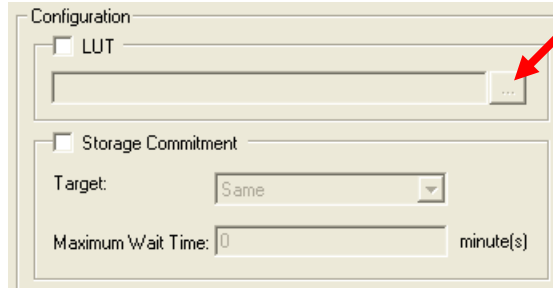 Configuration
LUT
...
Storage Commitment
Target: Same
Maximum Wait Time: 0 minute(s)